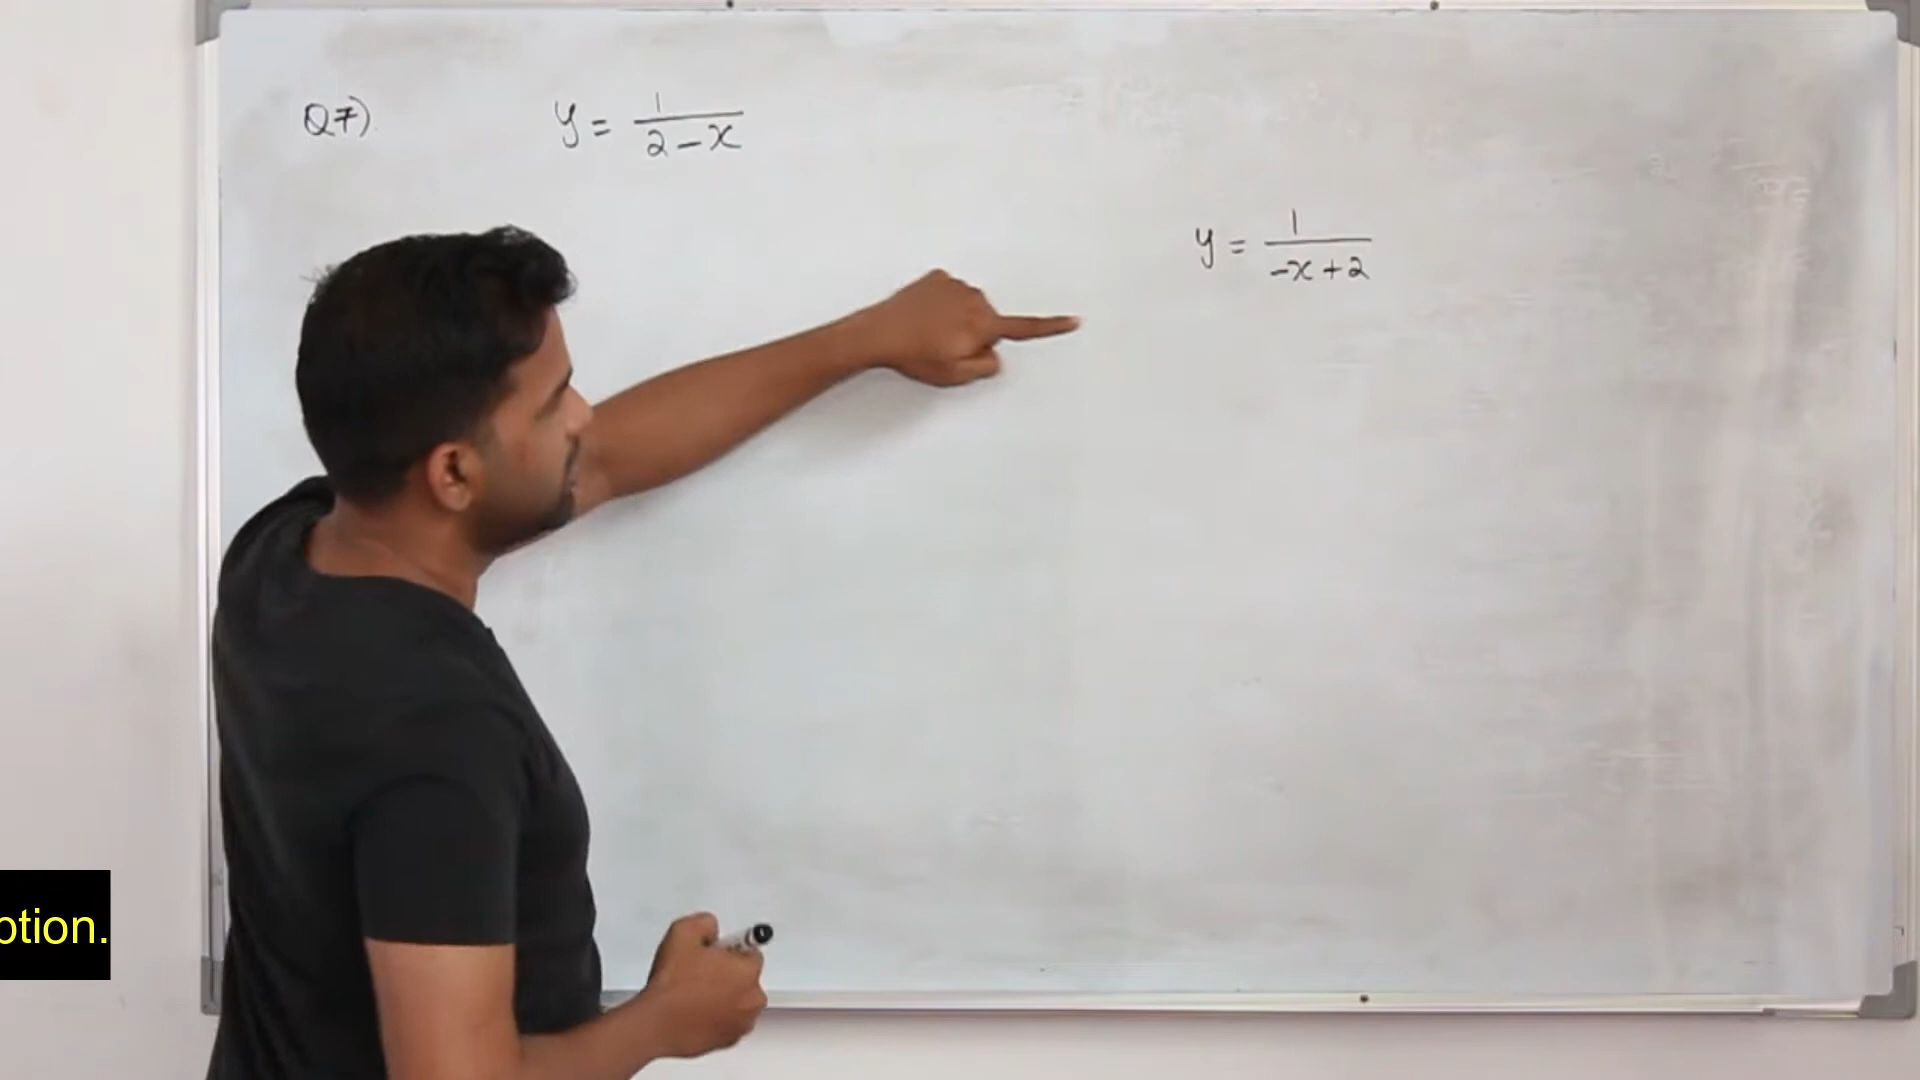 Q7) y = 1/(2-x)
y = 1/(-x+2)
ption.